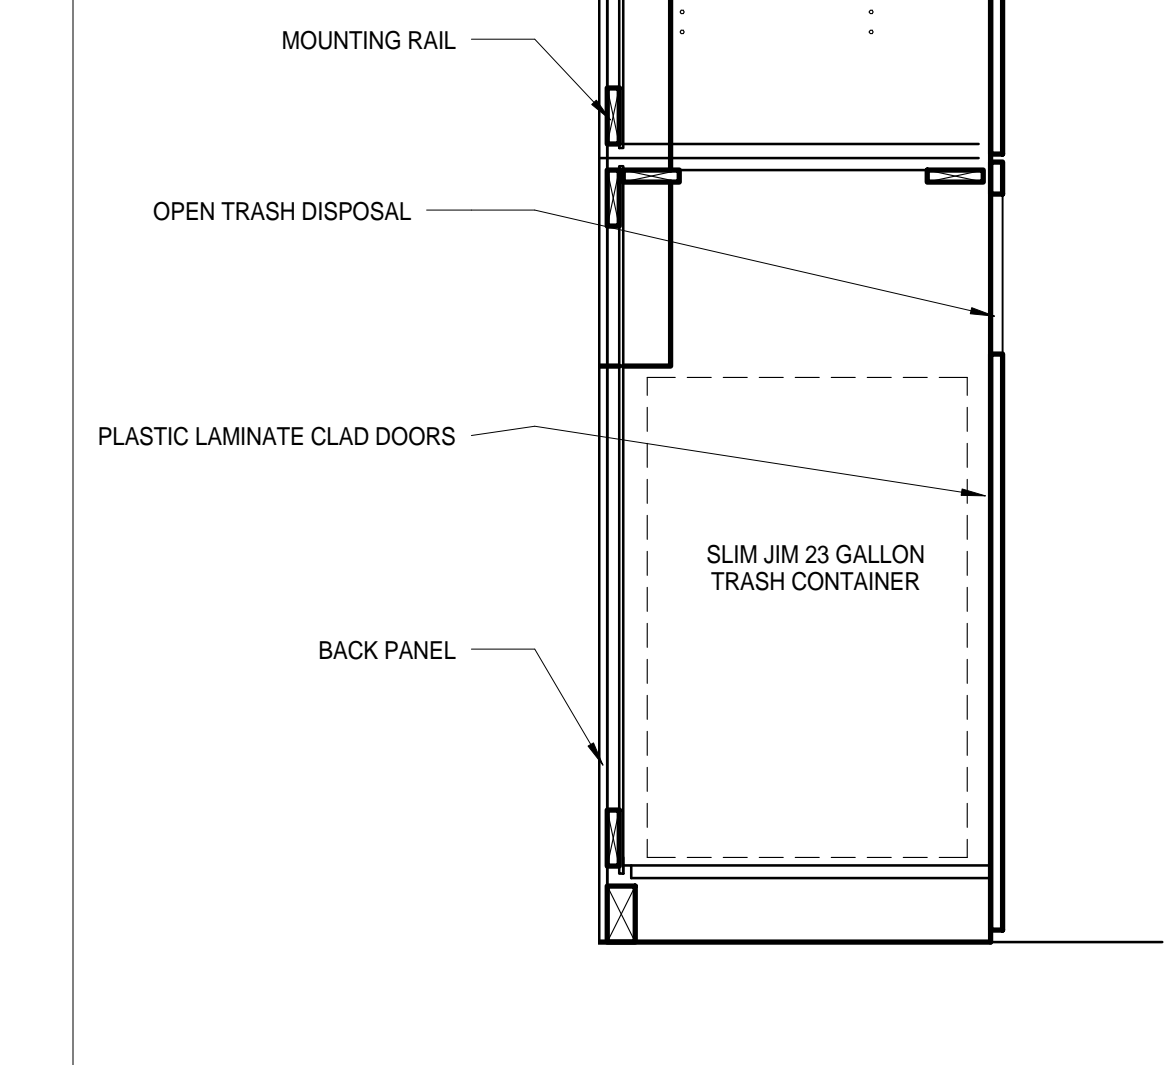 MOUNTING RAIL
OPEN TRASH DISPOSAL
PLASTIC LAMINATE CLAD DOORS
SLIM JIM 23 GALLON
TRASH CONTAINER
BACK PANEL